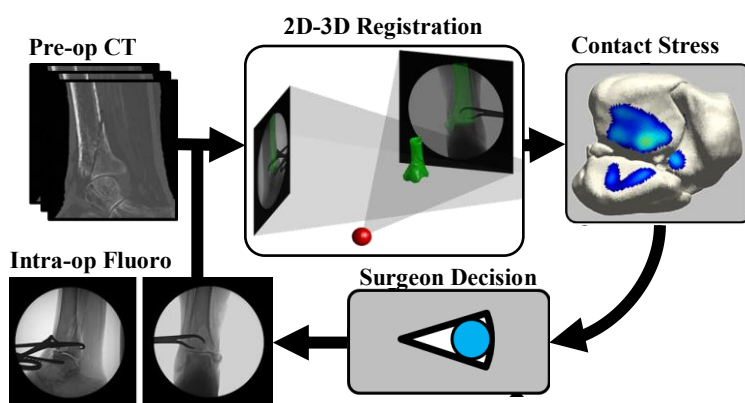 2D-3D Registration
Pre-op CT
Contact Stress
Intra-op Fluoro
Surgeon Decision